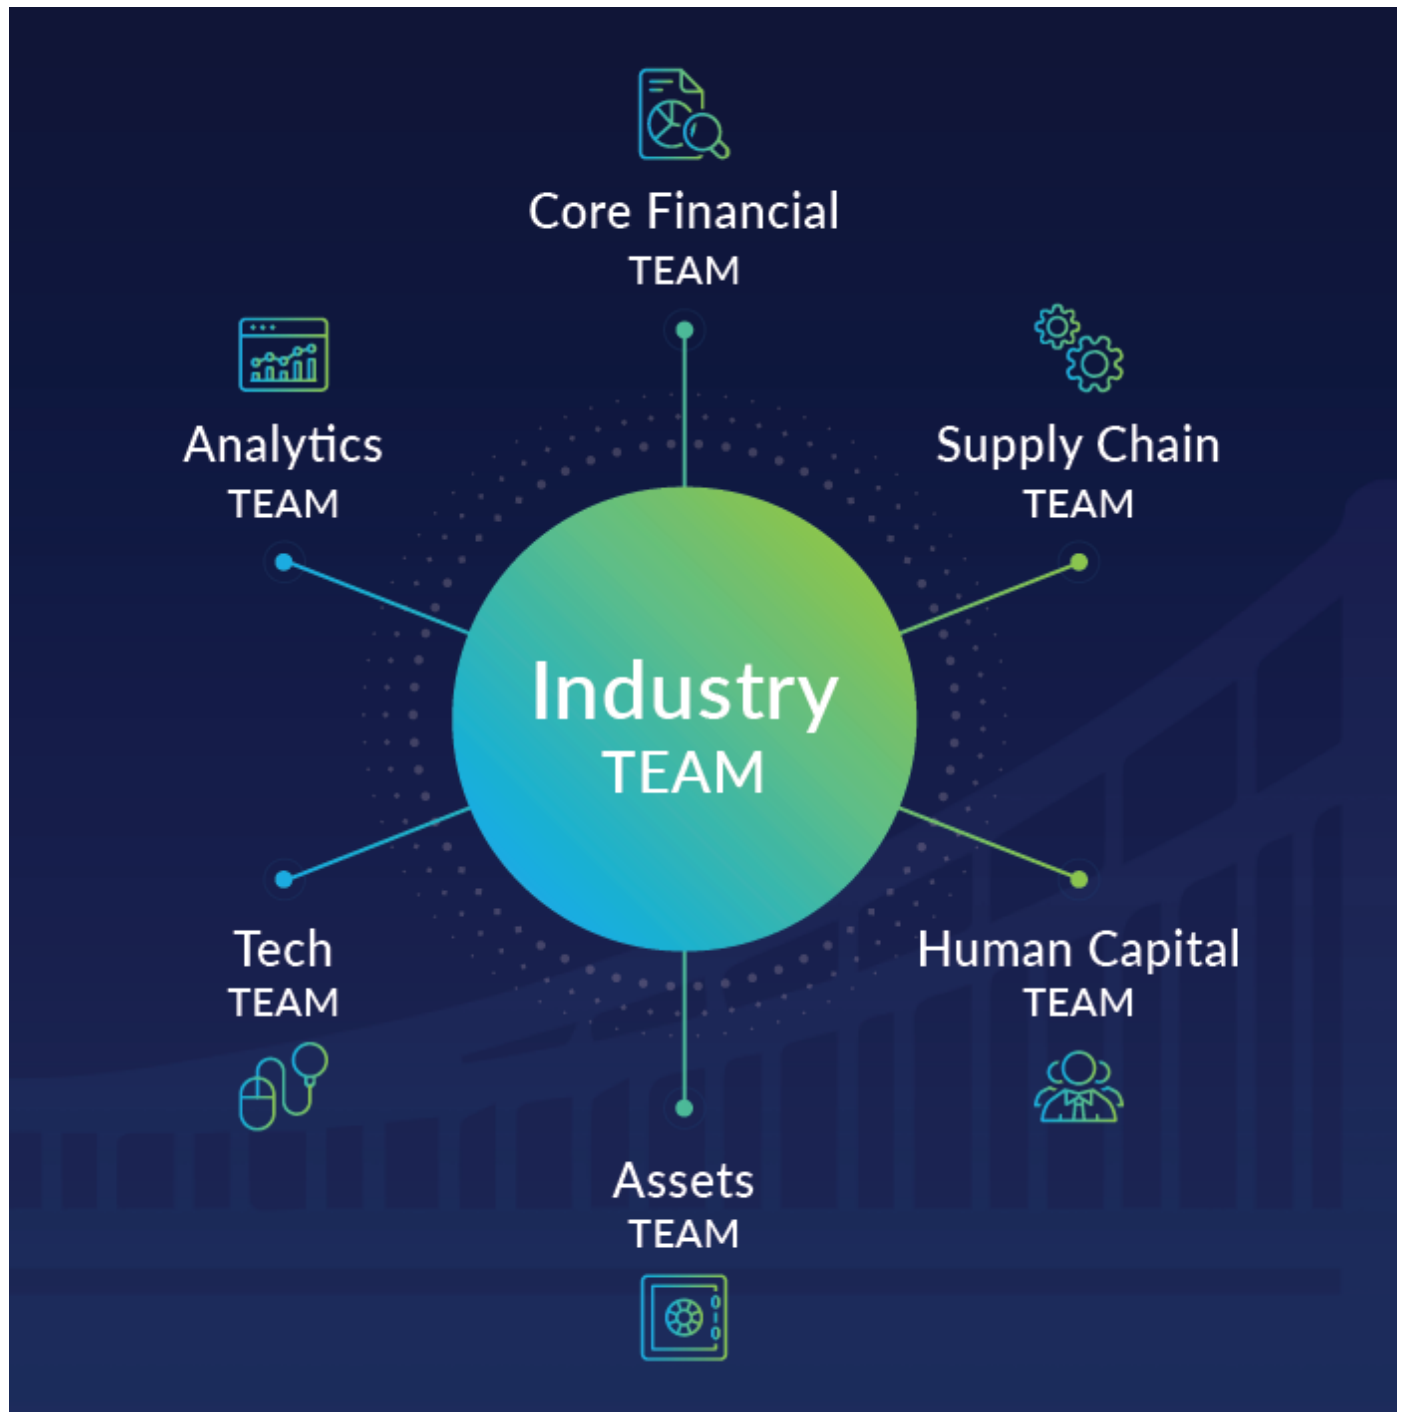 Core Financial
TEAM
Analytics
TEAM
Supply Chain
TEAM
Industry
TEAM
Tech
TEAM
Human Capital
TEAM
Assets
TEAM